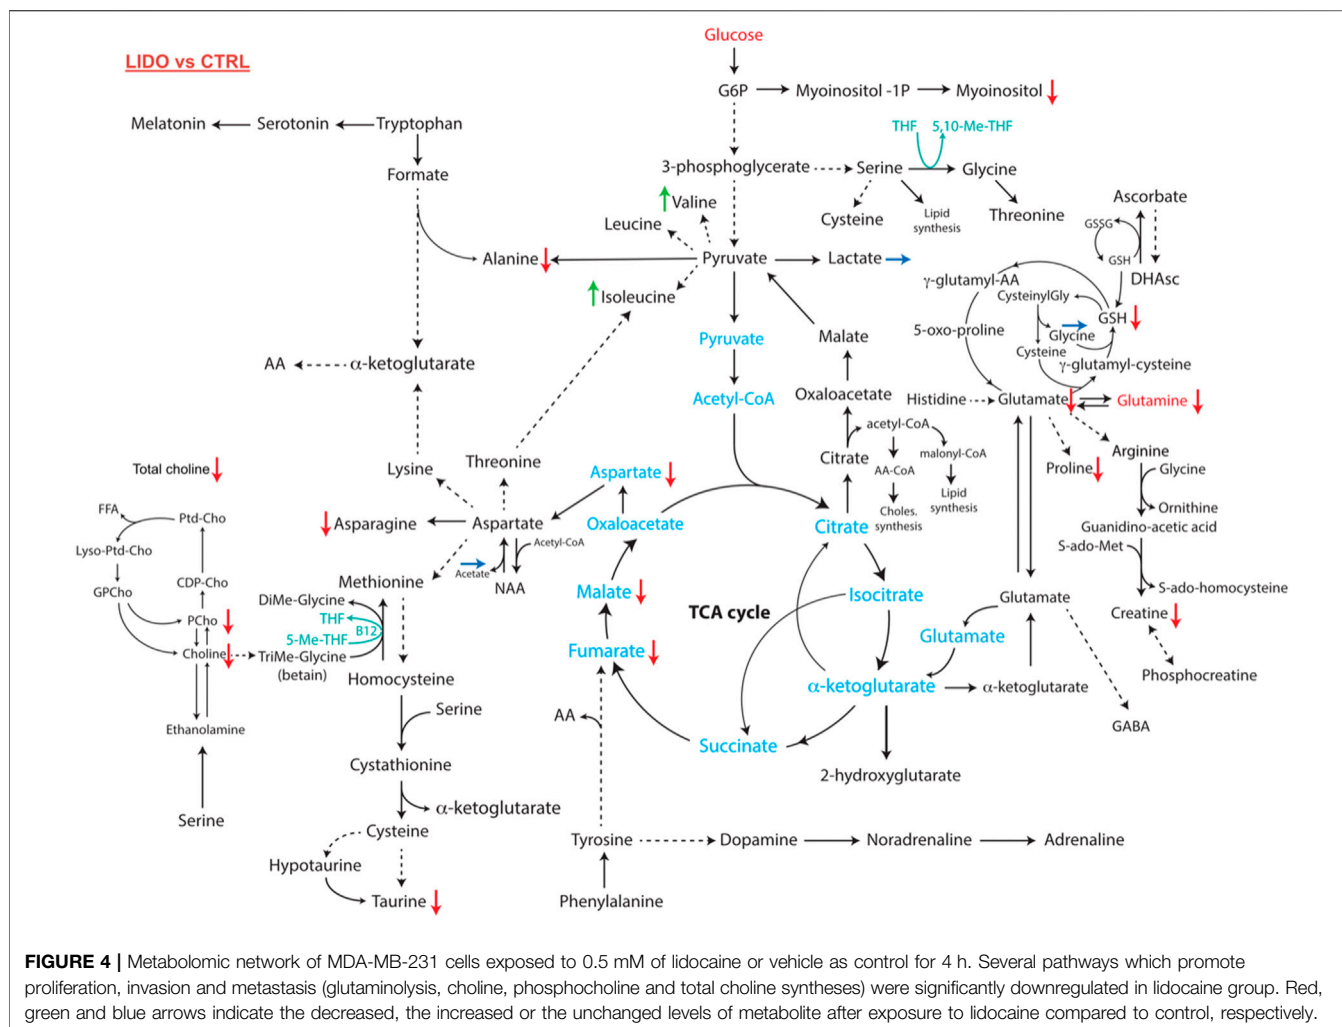 LIDO vs CTRL
Glucose
G6P
Myoinositol -1P
Myoinositol
Melatonin
Serotonin
Tryptophan
THF
5,10-Me-THF
Formate
3-phosphoglycerate
Serine
Glycine
Valine
Cysteine
Lipid
synthesis
Threonine
Ascorbate
Leucine
GSSG
GSH
Alanine
Pyruvate
Lactate
DHAsc
γ-glutamyl-AA
Isoleucine
CysteinylGly
GSH
5-oxo-proline
Glycine
Pyruvate
Malate
Cysteine
γ-glutamyl-cysteine
AA
α-ketoglutarate
Acetyl-CoA
Oxaloacetate
Histidine
Glutamate
Glutamine
acetyl-CoA
Citrate
AA-CoA
malonyl-CoA
Arginine
Total choline
Lysine
Threonine
Aspartate
Proline
Glycine
Choles.
synthesis
Lipid
synthesis
FFA
Ptd-Cho
Asparagine
Aspartate
Oxaloacetate
Citrate
Ornithine
Guanidino-acetic acid
Lyso-Ptd-Cho
Acetyl-CoA
S-ado-Met
Acetate
NAA
CDP-Cho
Methionine
GPCho
DiMe-Glycine
Malate
TCA cycle
Isocitrate
Glutamate
S-ado-homocysteine
PCho
THF
B12
5-Me-THF
Creatine
Glutamate
Choline
TriMe-Glycine
(betain)
Fumarate
Homocysteine
α-ketoglutarate
α-ketoglutarate
Phosphocreatine
Serine
AA
GABA
Ethanolamine
Succinate
Cystathionine
2-hydroxyglutarate
α-ketoglutarate
Serine
Cysteine
Tyrosine
Dopamine
Noradrenaline
Adrenaline
Hypotaurine
Taurine
Phenylalanine
FIGURE 4 | Metabolomic network of MDA-MB-231 cells exposed to 0.5 mM of lidocaine or vehicle as control for 4 h. Several pathways which promote
proliferation, invasion and metastasis (glutaminolysis, choline, phosphocholine and total choline syntheses) were significantly downregulated in lidocaine group. Red,
green and blue arrows indicate the decreased, the increased or the unchanged levels of metabolite after exposure to lidocaine compared to control, respectively.